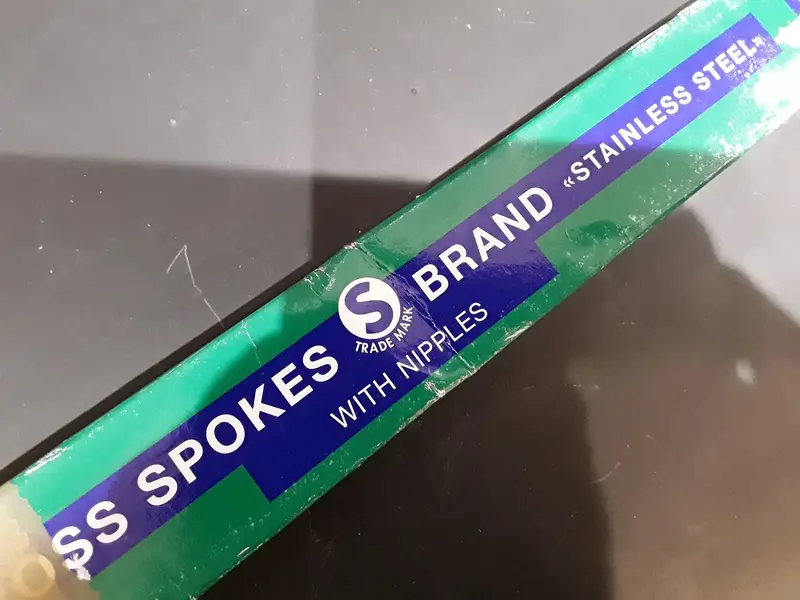 SS SPOKES S BRAND «STAINLESS STEEL»
TRADE MARK
WITH NIPPLES